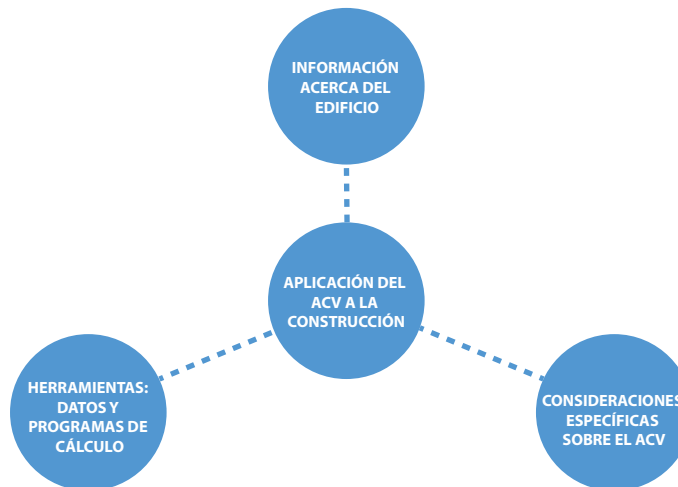 INFORMACIÓN
ACERCA DEL
EDIFICIO
APLICACIÓN DEL
ACV A LA
CONSTRUCCIÓN
HERRAMIENTAS:
DATOS Y
PROGRAMAS DE
CÁLCULO
CONSIDERACIONES
ESPECÍFICAS
SOBRE EL ACV